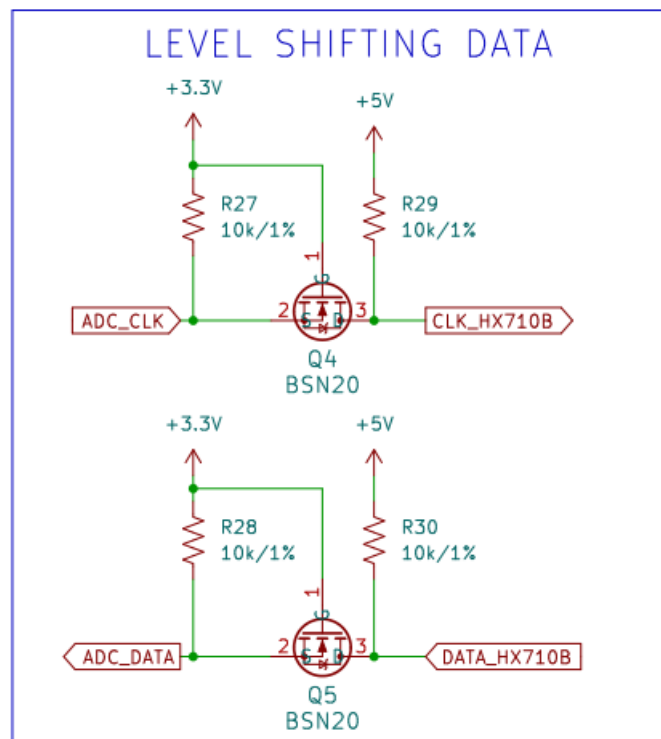 LEVEL SHIFTING DATA
+3.3V
+5V
R27
10k/1%
R29
10k/1%
1
G
ADC_CLK
2
S
D
3
CLK_HX710B
Q4
BSN20
+3.3V
+5V
R28
10k/1%
R30
10k/1%
1
G
ADC_DATA
2
S
D
3
DATA_HX710B
Q5
BSN20